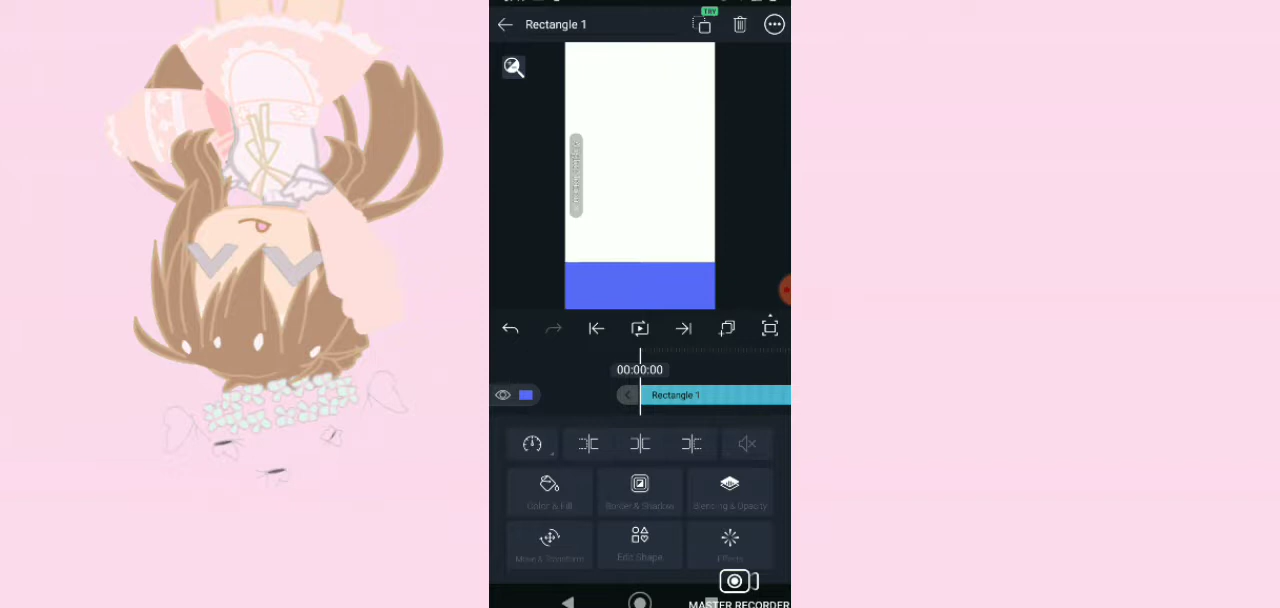 Rectangle 1
TRY
00:00:00
Rectangle 1
Color & Fill
Border & Shadow
Blending & Opacity
Move & Transform
Edit Shape
Effects
MASTER RECORDER